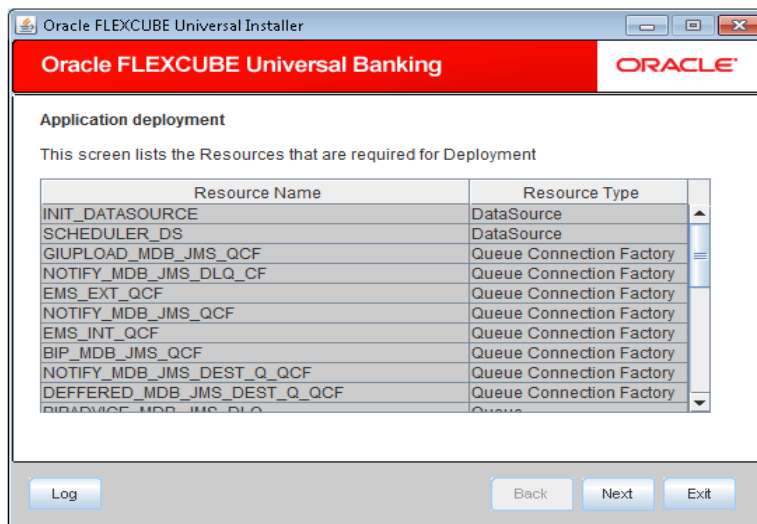 Oracle FLEXCUBE Universal Installer
Oracle FLEXCUBE Universal Banking ORACLE
Application deployment
This screen lists the Resources that are required for Deployment
Resource Name Resource Type
INIT_DATASOURCE DataSource
SCHEDULER_DS DataSource
GIUPLOAD_MDB_JMS_QCF Queue Connection Factory
NOTIFY_MDB_JMS_DLQ_CF Queue Connection Factory
EMS_EXT_QCF Queue Connection Factory
NOTIFY_MDB_JMS_QCF Queue Connection Factory
EMS_INT_QCF Queue Connection Factory
BIP_MDB_JMS_QCF Queue Connection Factory
NOTIFY_MDB_JMS_DEST_Q_QCF Queue Connection Factory
DEFFERED_MDB_JMS_DEST_Q_QCF Queue Connection Factory
BIPADVICE_MDB_JMS_DLQ Queue
Log Back Next Exit